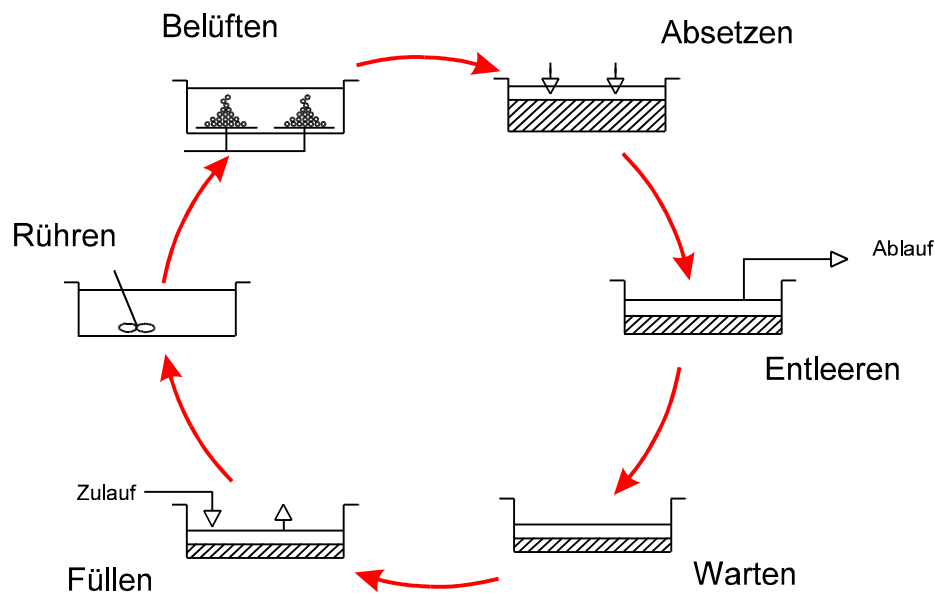 Belüften
Absetzen
Rühren
Ablauf
Entleeren
Zulauf
Füllen
Warten